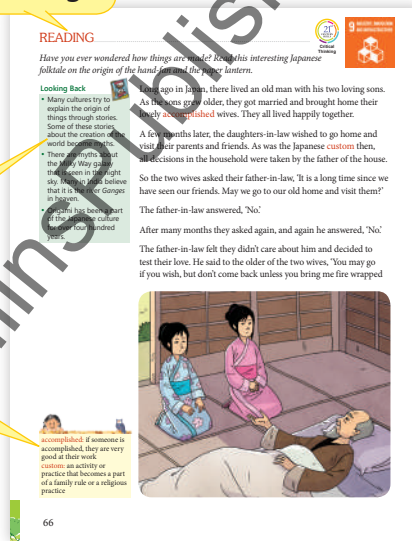 READING
21
Critical
Thinking
9
Have you ever wondered how things are made? Read this interesting Japanese
folktale on the origin of the hand-fan and the paper lantern.
Looking Back
• Many cultures try to
explain the origin of
things through stories.
Some of these stories
about the creation of the
world become myths.
• There are myths about
the Milky Way galaxy
that is seen in the night
sky. Many in India believe
that it is the river Ganges
in heaven.
• Origami has been a part
of the Japanese culture
for over four hundred
years.
Long ago in Japan, there lived an old man with his two loving sons.
As the sons grew older, they got married and brought home their
lovely accomplished wives. They all lived happily together.
A few months later, the daughters-in-law wished to go home and
visit their parents and friends. As was the Japanese custom then,
all decisions in the household were taken by the father of the house.
So the two wives asked their father-in-law, ‘It is a long time since we
have seen our friends. May we go to our old home and visit them?’
The father-in-law answered, ‘No.’
After many months they asked again, and again he answered, ‘No.’
The father-in-law felt they didn’t care about him and decided to
test their love. He said to the older of the two wives, ‘You may go
if you wish, but don’t come back unless you bring me fire wrapped
accomplished: if someone is
accomplished, they are very
good at their work
custom: an activity or
practice that becomes a part
of a family rule or a religious
practice
66